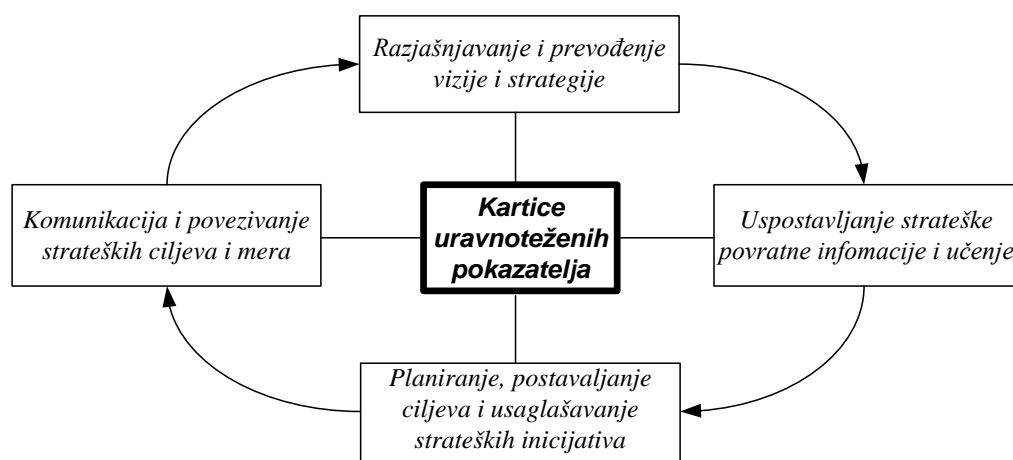 Razjašnjavanje i prevođenje
vizije i strategije
Komunikacija i povezivanje
strateških ciljeva i mera
Kartice
uravnoteženih
pokazatelja
Uspostavljanje strateške
povratne infomacije i učenje
Planiranje, postavaljanje
ciljeva i usaglašavanje
strateških inicijativa